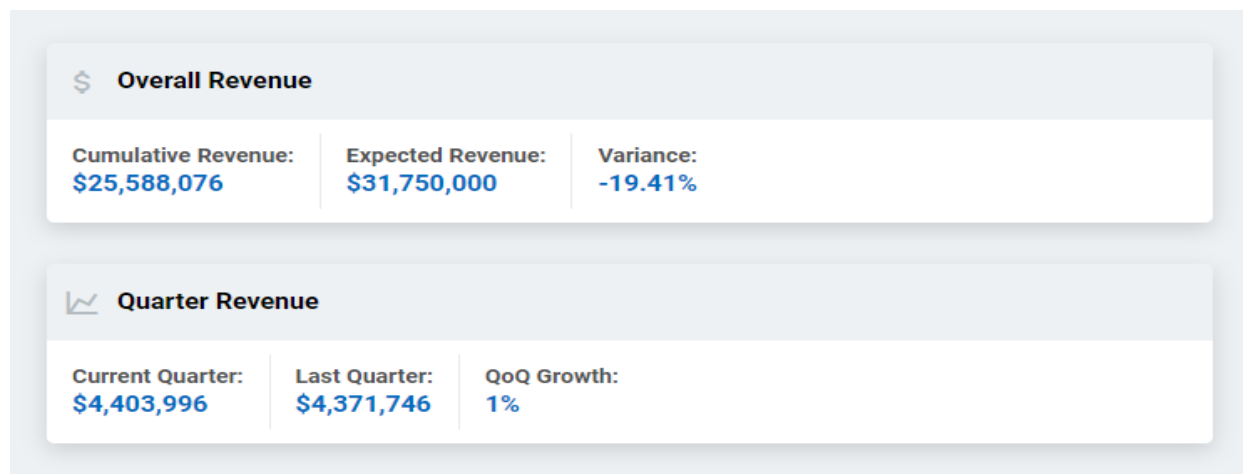 $ Overall Revenue
Cumulative Revenue: Expected Revenue: Variance:
$25,588,076 $31,750,000 -19.41%
Quarter Revenue
Current Quarter: Last Quarter: QoQ Growth:
$4,403,996 $4,371,746 1%